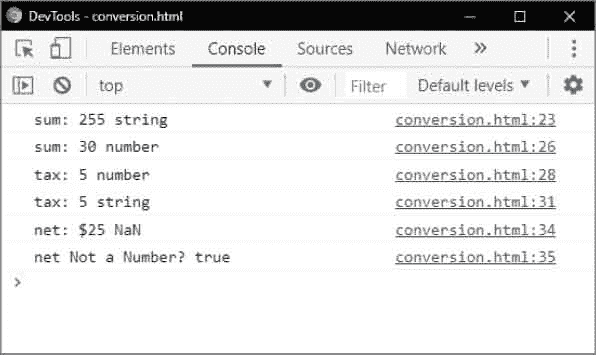 DevTools - conversion.html
Elements Console Sources Network »
top Filter Default levels
sum: 255 string conversion.html:23
sum: 30 number conversion.html:26
tax: 5 number conversion.html:28
tax: 5 string conversion.html:31
net: $25 NaN conversion.html:34
net Not a Number? true conversion.html:35
>